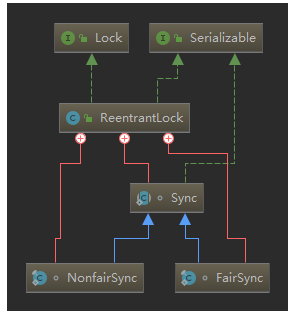 Lock
Serializable
ReentrantLock
Sync
NonfairSync
FairSync